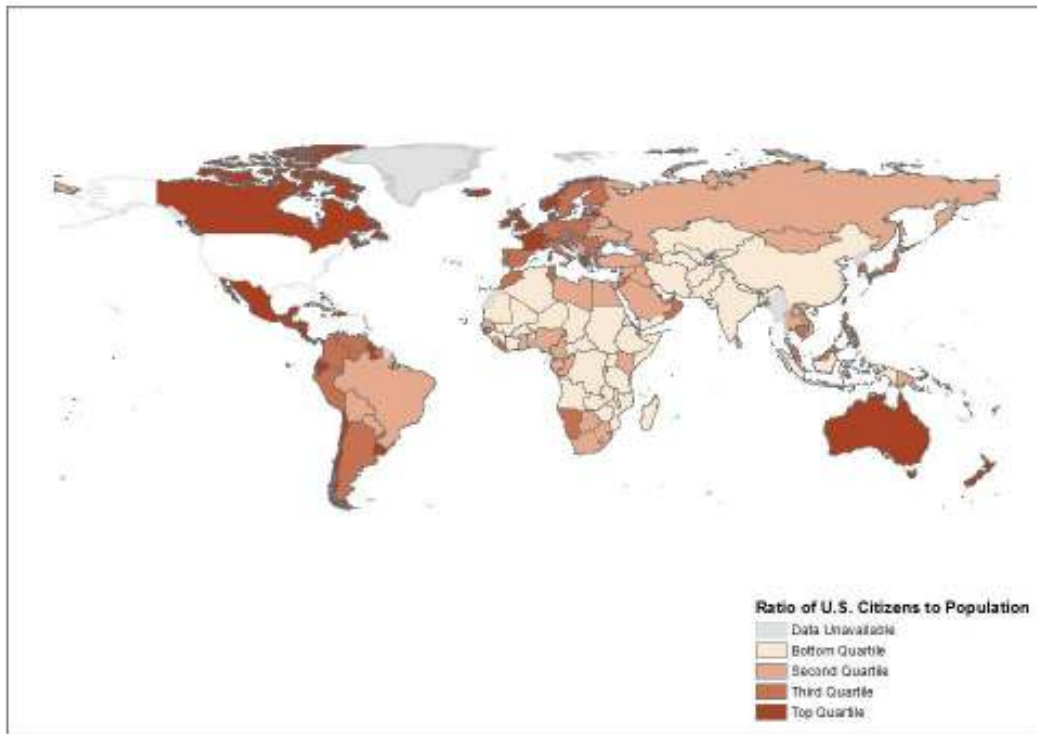 Ratio of U.S. Citizens to Population
Data Unavailable
Bottom Quartile
Second Quartile
Third Quartile
Top Quartile